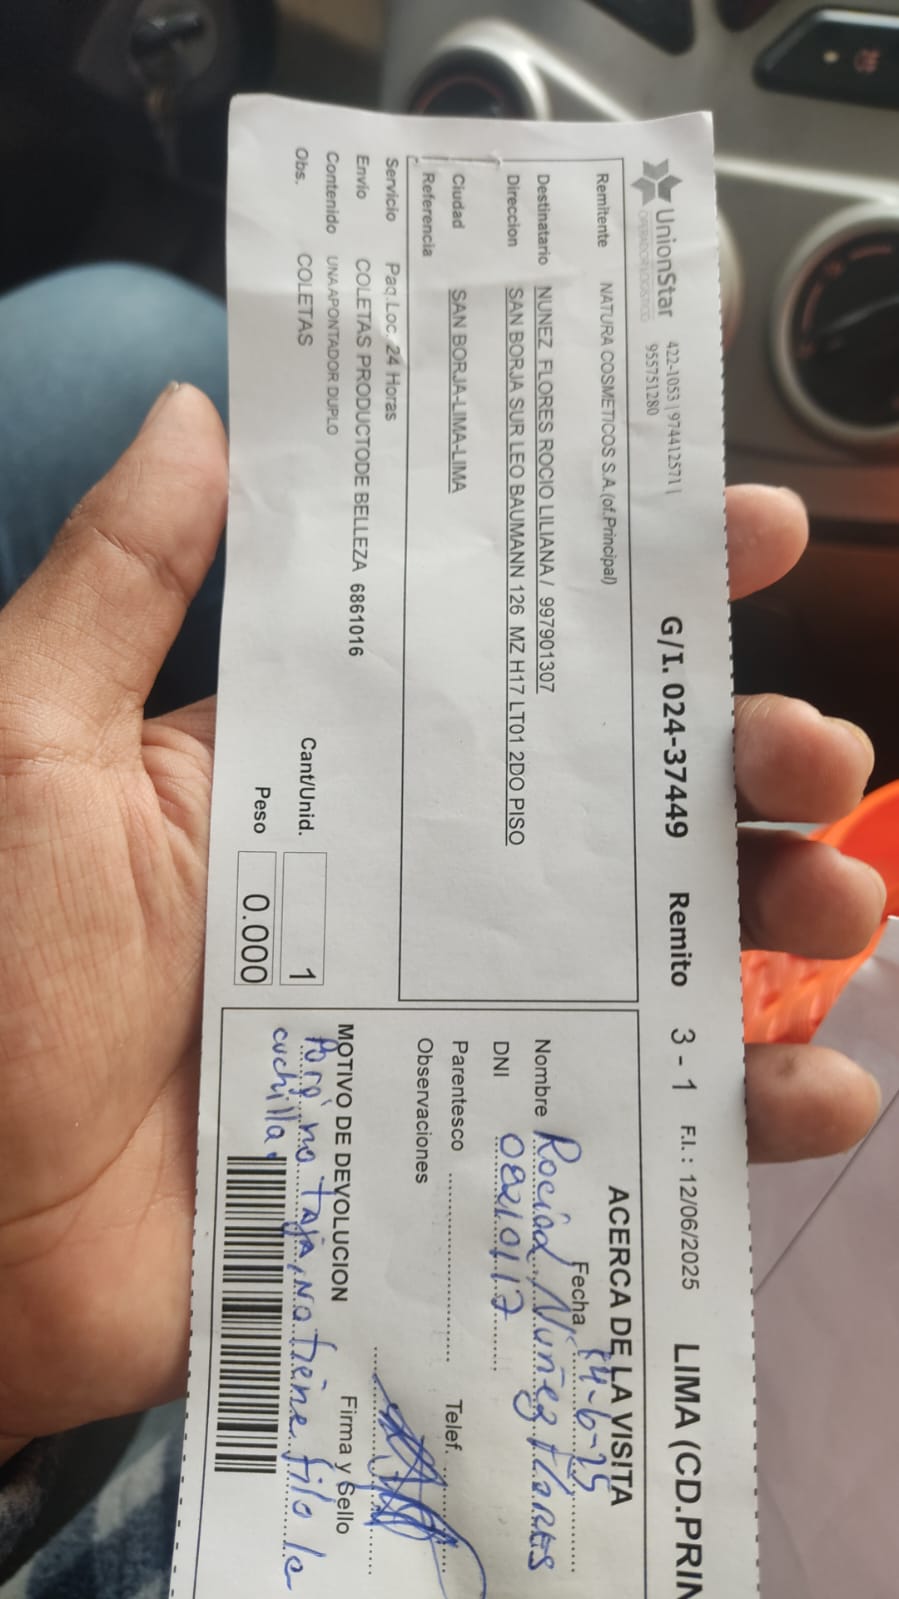 UnionStar
OPERADOR LOGISTICO
422-1053 | 974412571 |
955751280
G/I. 024-37449 Remito 3 - 1 F.I.: 12/06/2025 LIMA (CD.PRIN
Remitente NATURA COSMETICOS S.A.(of.Principal)
Destinatario NUNEZ FLORES ROCIO LILIANA / 997901307
Direccion SAN BORJA SUR LEO BAUMANN 126 MZ H17 LT01 2DO PISO
Ciudad SAN BORJA-LIMA-LIMA
Referencia
Servicio Paq.Loc. 24 Horas
Envío COLETAS PRODUCTODE BELLEZA 6861016
Contenido UNA APONTADOR DUPLO
Obs. COLETAS
Cant/Unid. 1
Peso 0.000
ACERCA DE LA VISITA
Fecha 14-6-25
Nombre Rocio Núñez Flores
DNI 08210117
Parentesco Telef.
Observaciones
MOTIVO DE DEVOLUCION Firma y Sello
Porq' no Taja, no tiene filo la
cuchilla.